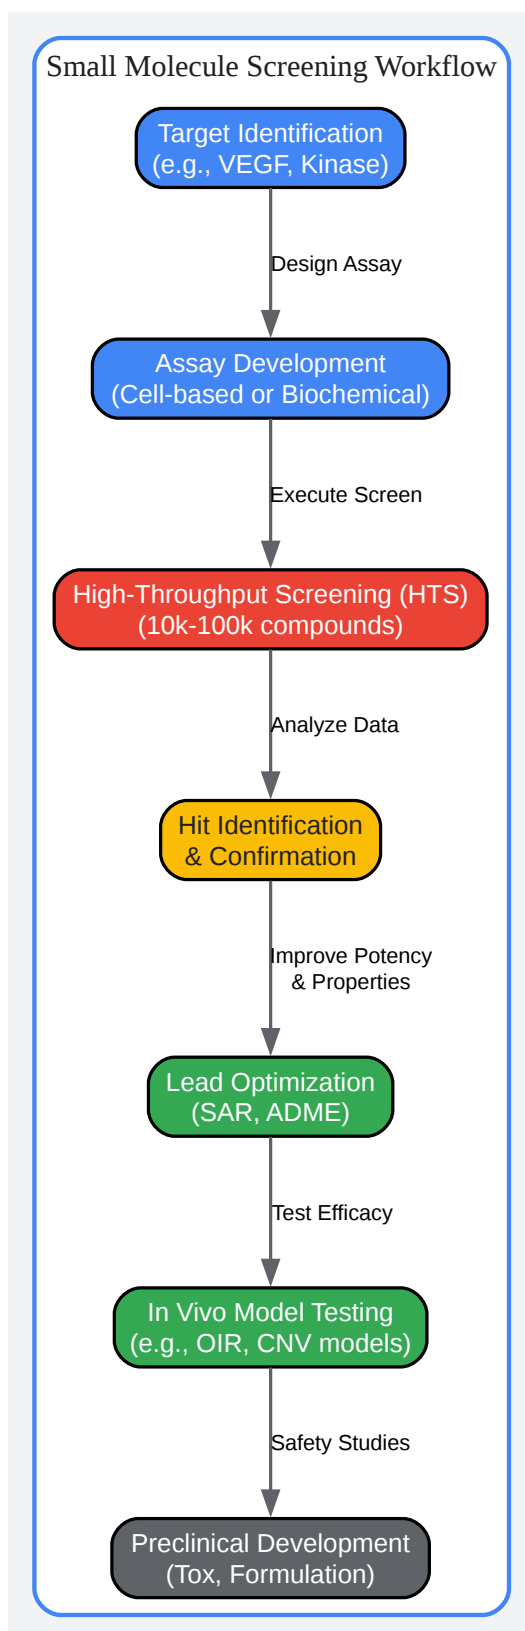 Small Molecule Screening Workflow
Target Identification
(e.g., VEGF, Kinase)
Design Assay
Assay Development
(Cell-based or Biochemical)
Execute Screen
High-Throughput Screening (HTS)
(10k-100k compounds)
Analyze Data
Hit Identification
& Confirmation
Improve Potency
& Properties
Lead Optimization
(SAR, ADME)
Test Efficacy
In Vivo Model Testing
(e.g., OIR, CNV models)
Safety Studies
Preclinical Development
(Tox, Formulation)